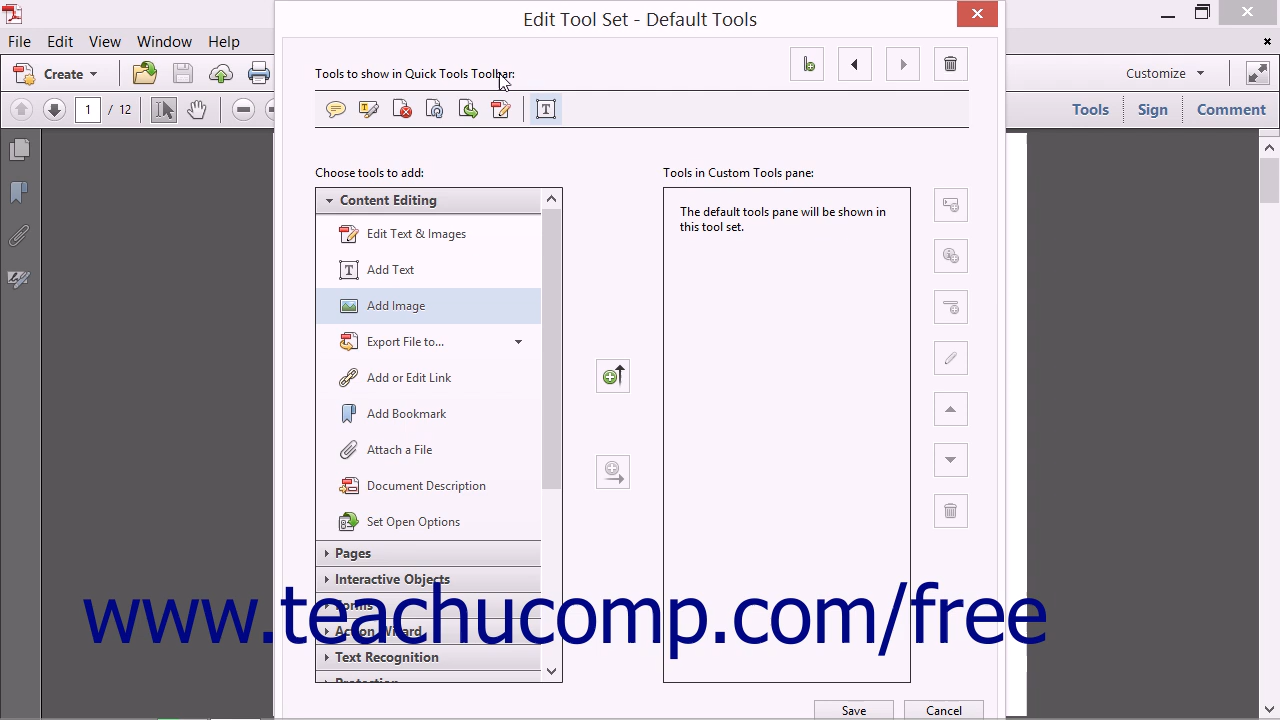 Edit Tool Set - Default Tools
File Edit View Window Help
Create
Customize
Tools to show in Quick Tools Toolbar:
1 / 12
Tools Sign Comment
Choose tools to add:
Tools in Custom Tools pane:
Content Editing
The default tools pane will be shown in
this tool set.
Edit Text & Images
Add Text
Add Image
Export File to...
Add or Edit Link
Add Bookmark
Attach a File
Document Description
Set Open Options
Pages
Interactive Objects
Forms
www.teachucomp.com/free
Action Wizard
Text Recognition
Protection
Save Cancel